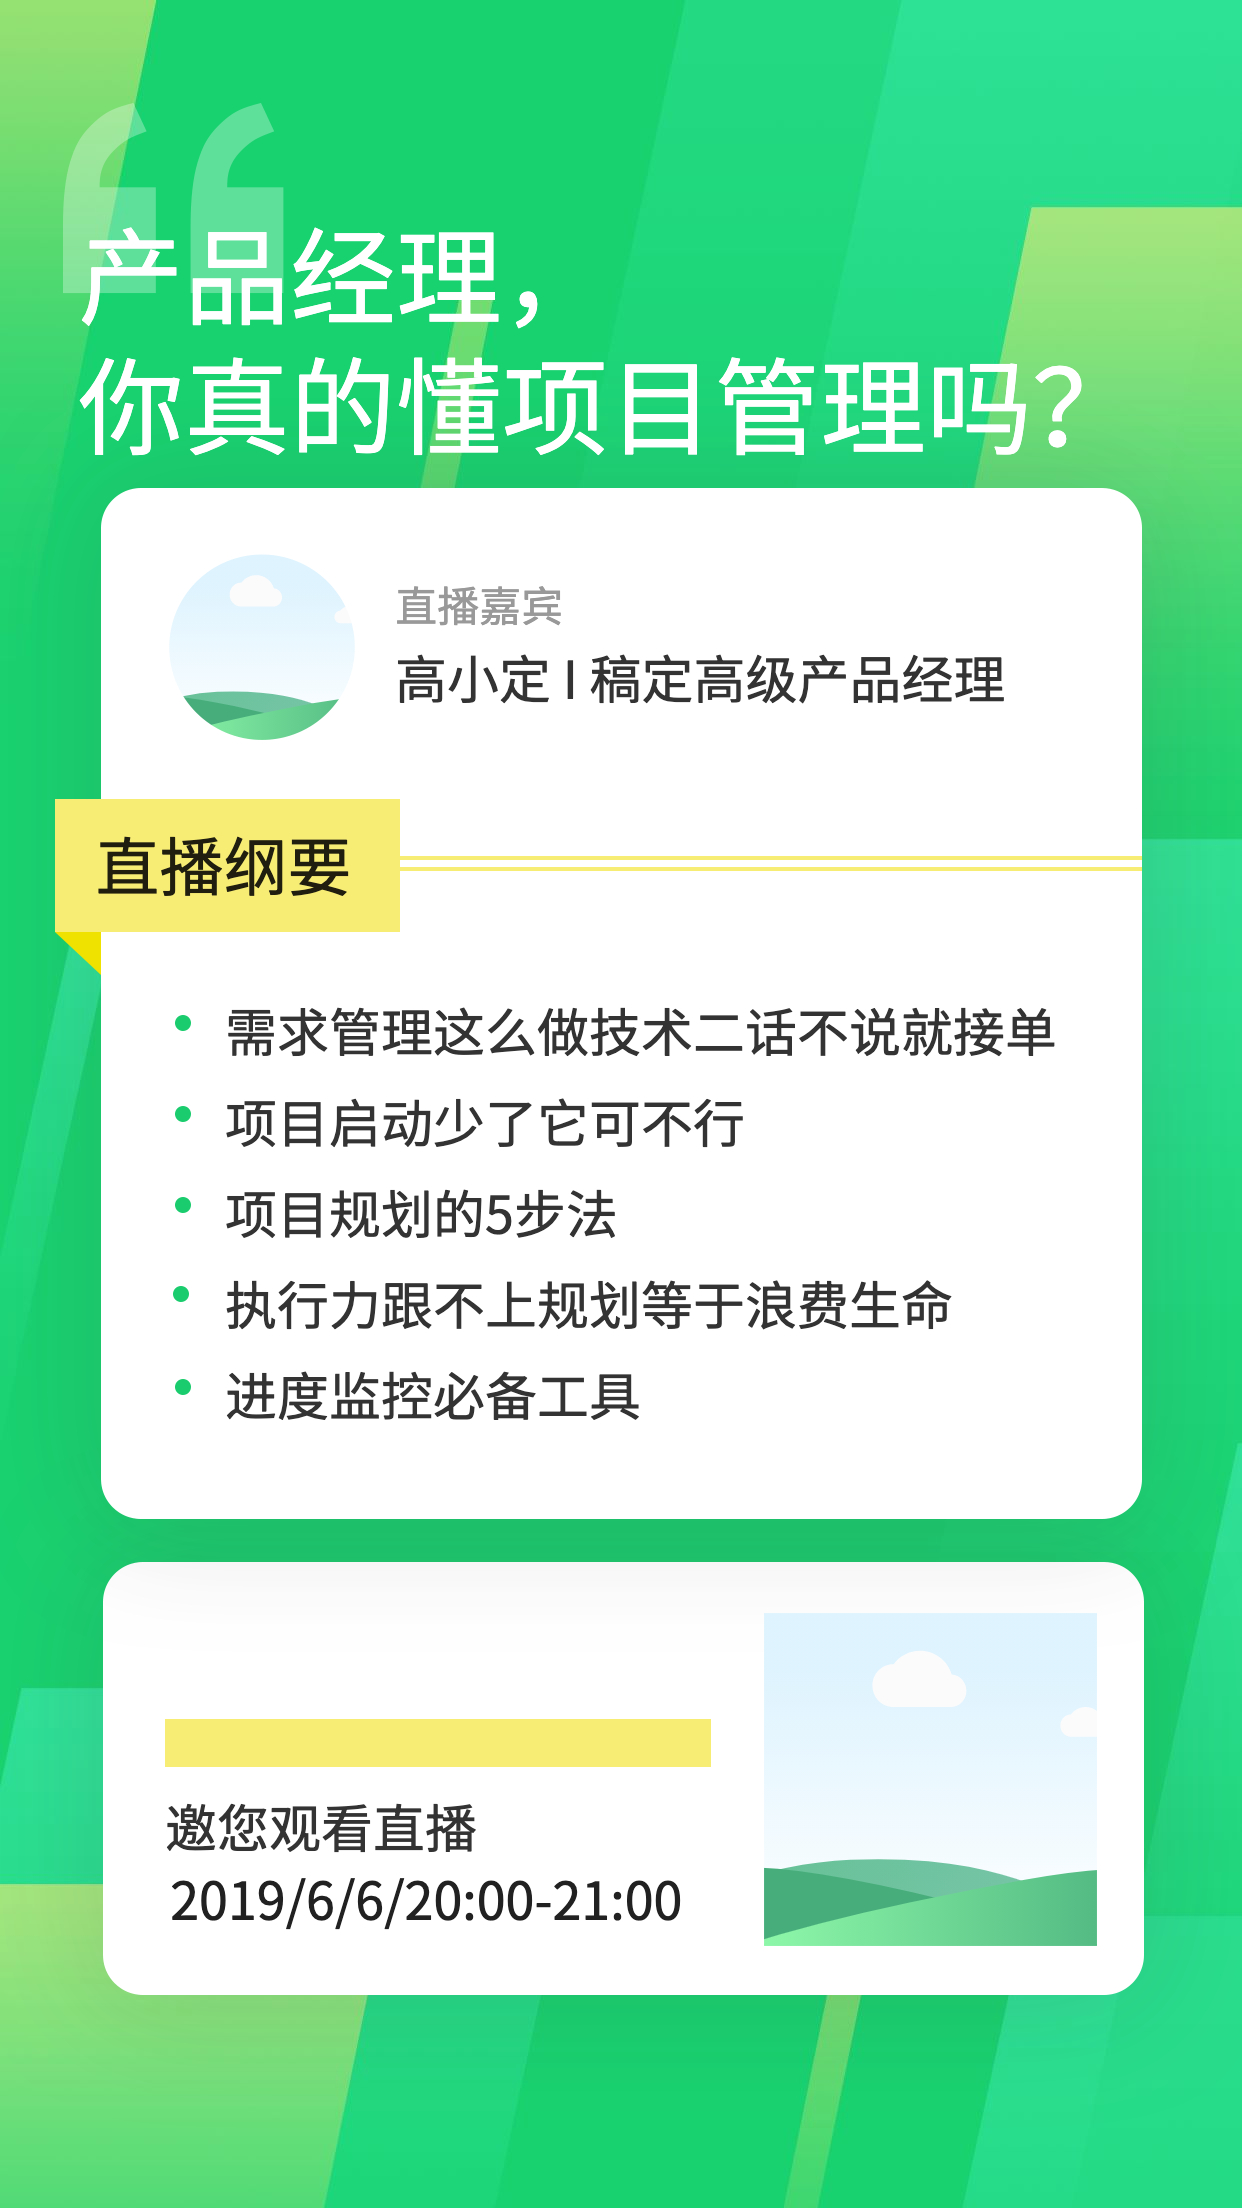 产品经理，
你真的懂项目管理吗？
直播嘉宾
高小定 I 稿定高级产品经理
直播纲要
需求管理这么做技术二话不说就接单
项目启动少了它可不行
项目规划的5步法
执行力跟不上规划等于浪费生命
进度监控必备工具
邀您观看直播
2019/6/6/20:00-21:00